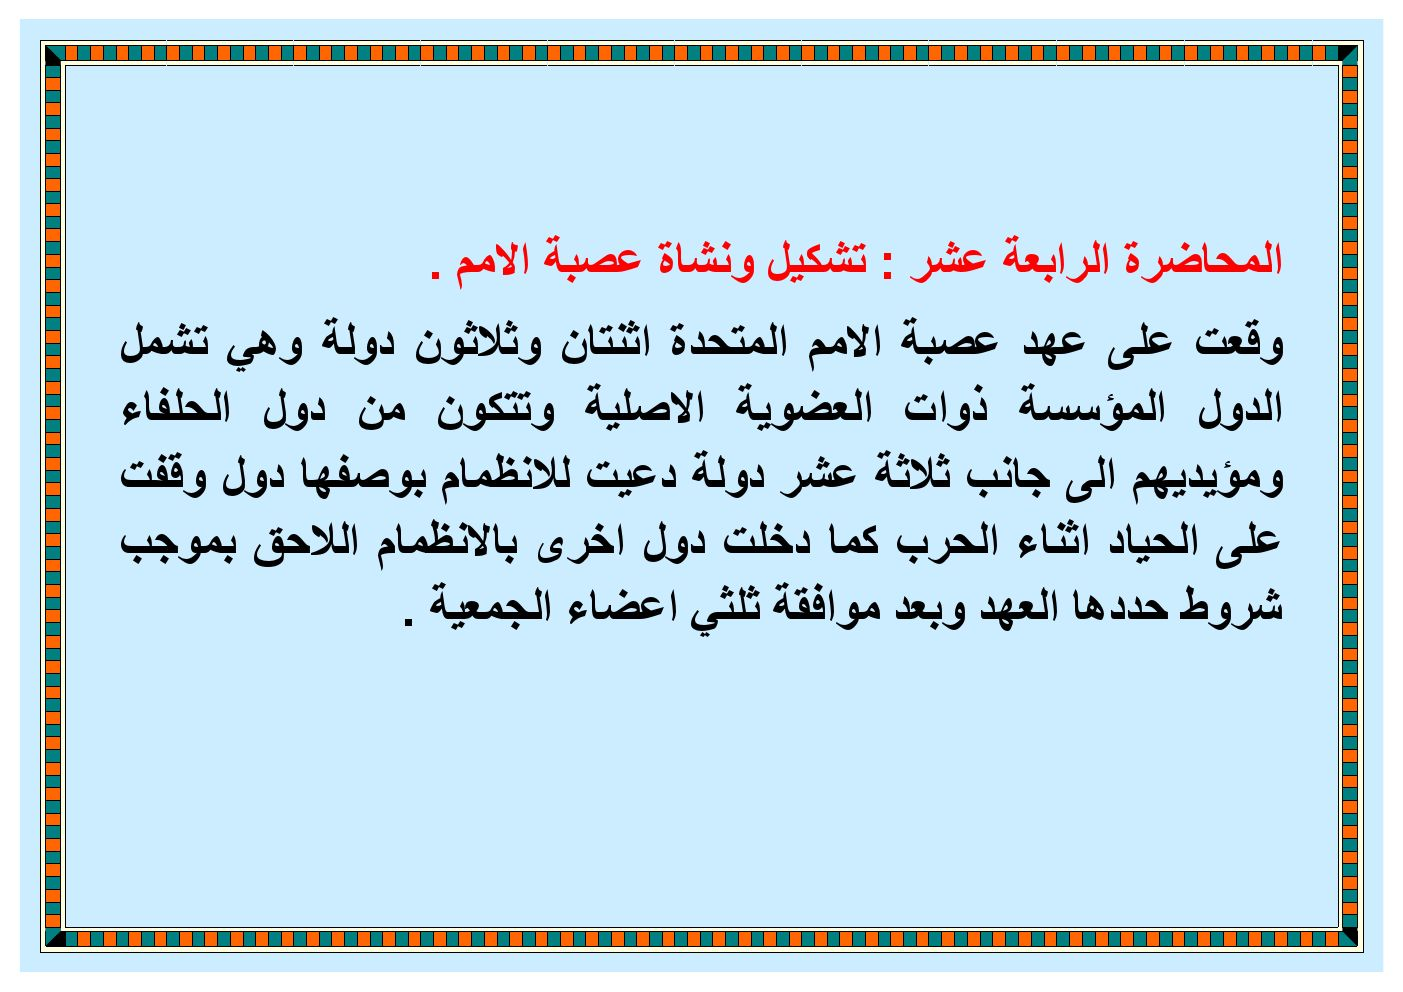 المحاضرة الرابعة عشر : تشكيل ونشاة عصبة الامم .
وقعت على عهد عصبة الامم المتحدة اثنتان وثلاثون دولة وهي تشمل
الدول المؤسسة ذوات العضوية الاصلية وتتكون من دول الحلفاء
ومؤيديهم الى جانب ثلاثة عشر دولة دعيت للانظمام بوصفها دول وقفت
على الحياد اثناء الحرب كما دخلت دول اخرى بالانظمام اللاحق بموجب
شروط حددها العهد وبعد موافقة ثلثي اعضاء الجمعية .